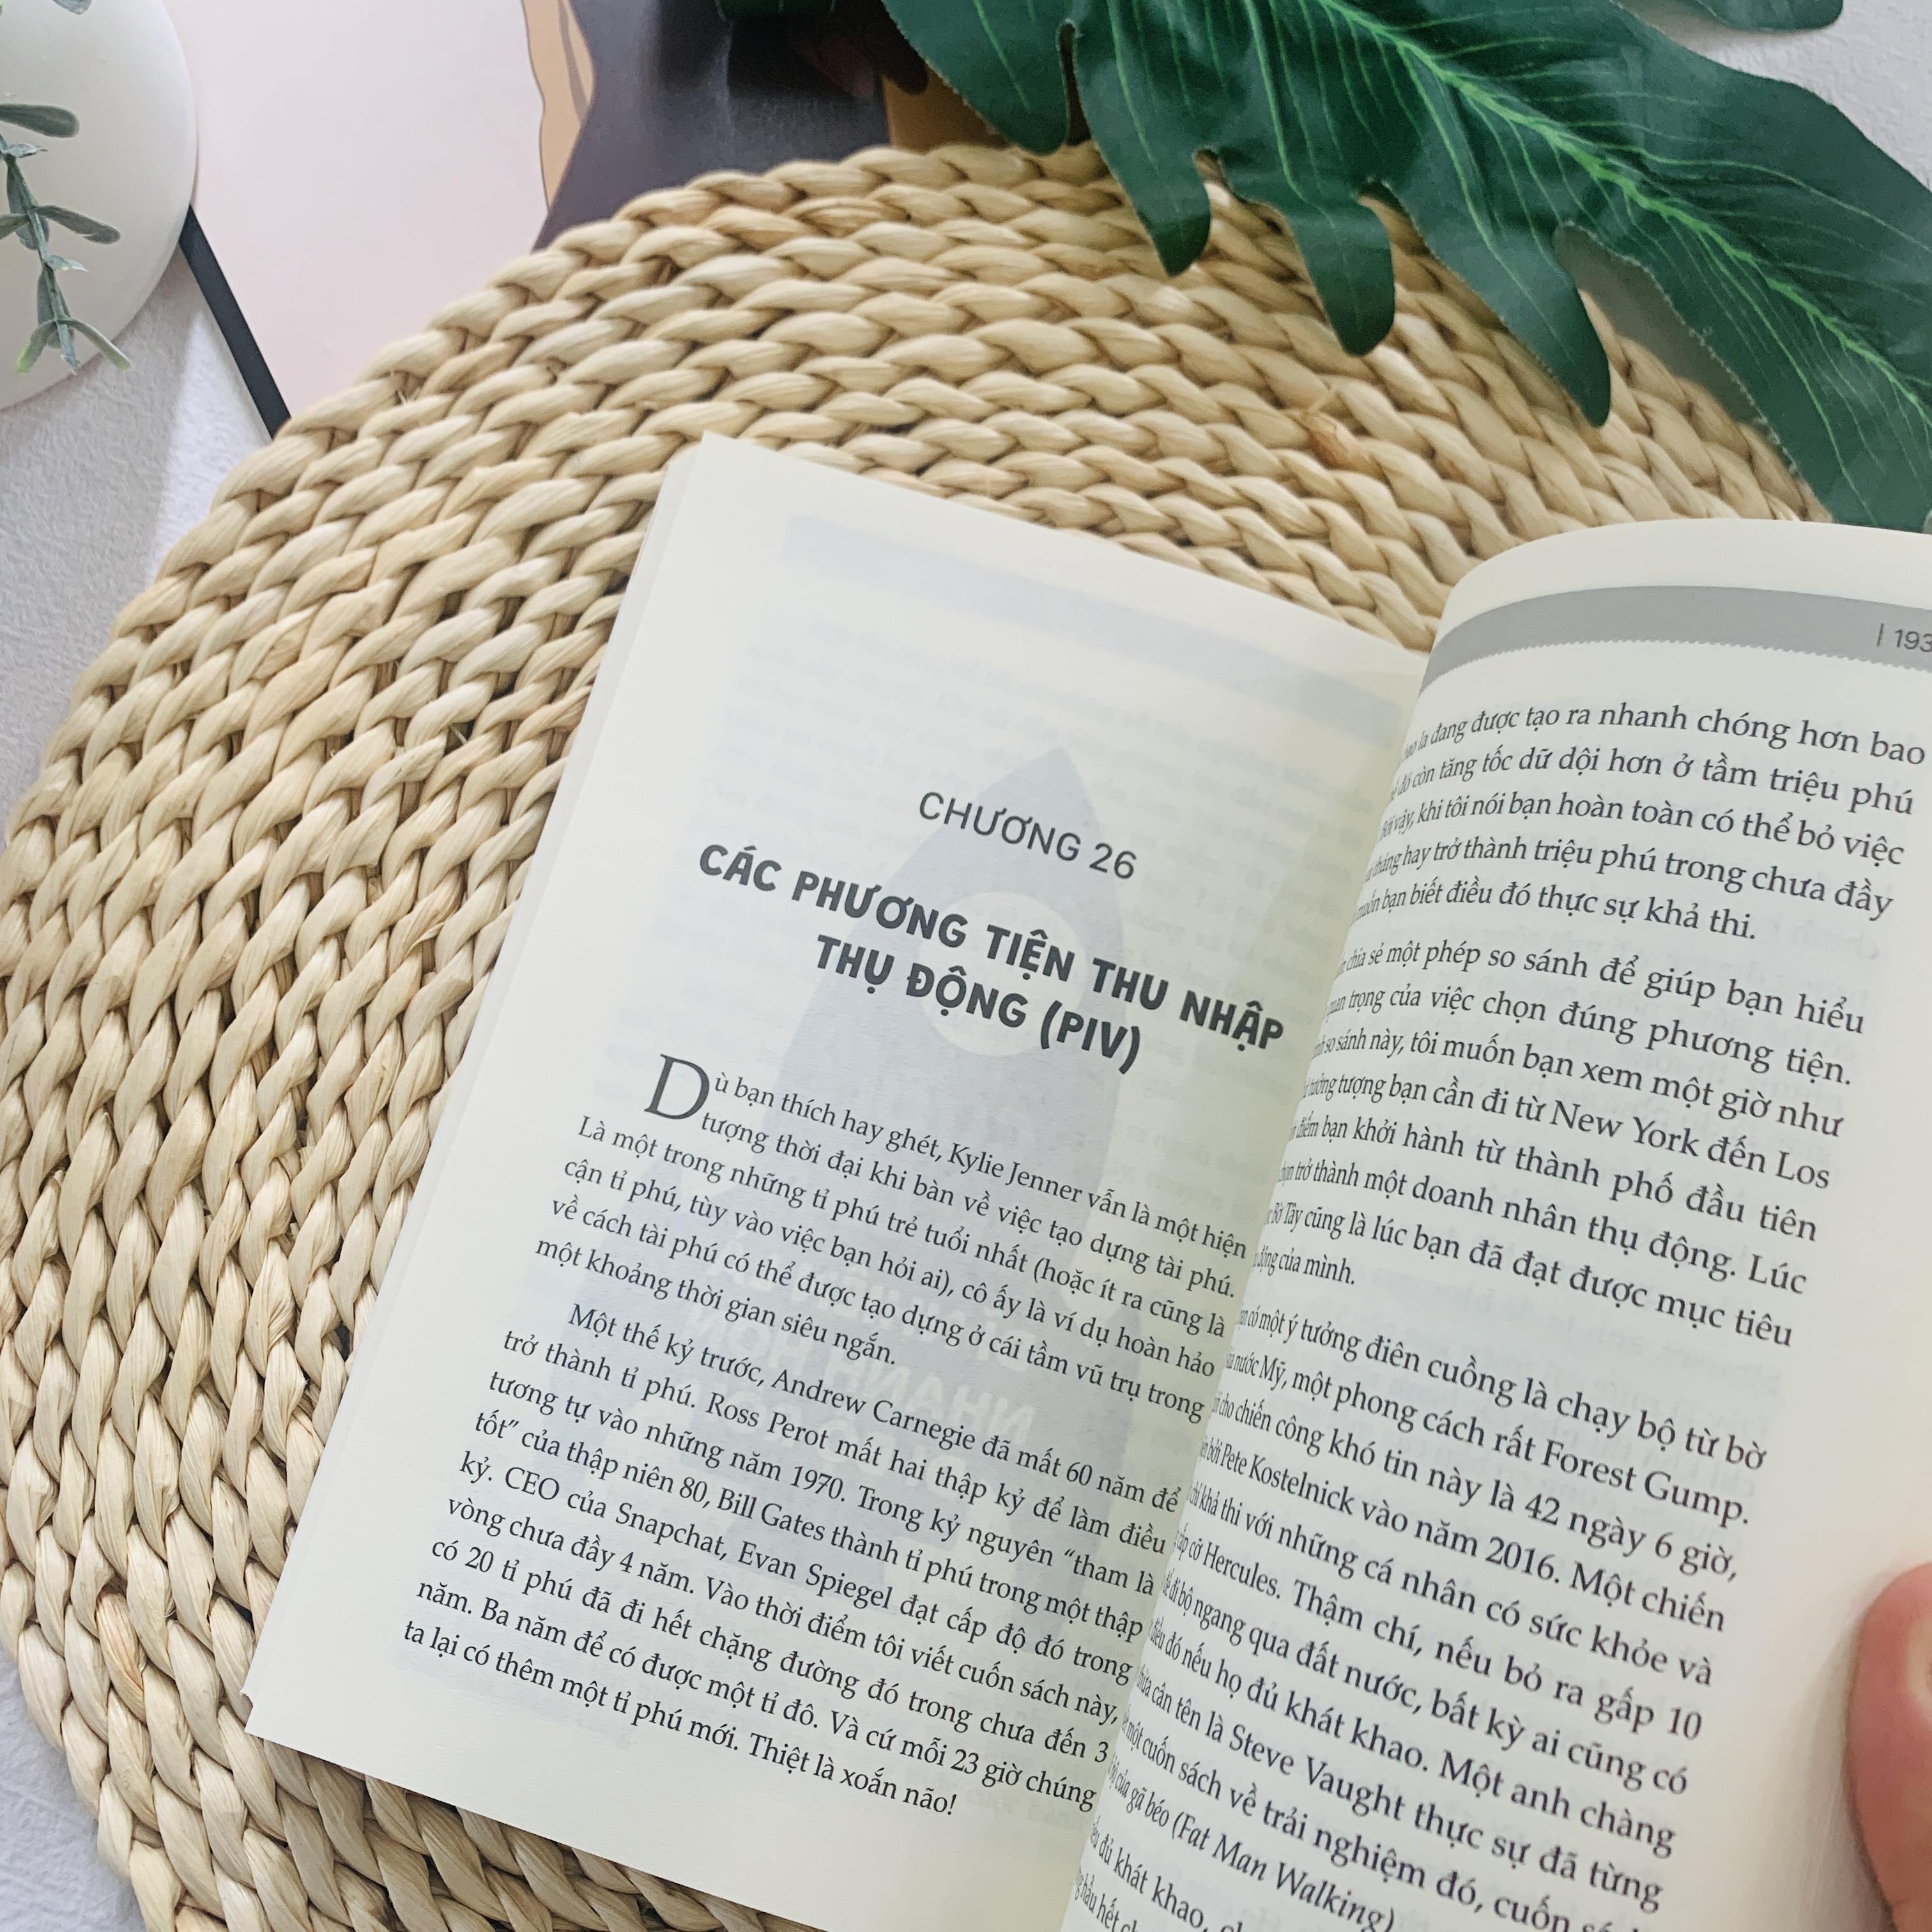 CHƯƠNG 26
CÁC PHƯƠNG TIỆN THU NHẬP
THỤ ĐỘNG (PIV)
Dù bạn thích hay ghét, Kylie Jenner vẫn là một hiện
tượng thời đại khi bàn về việc tạo dựng tài phú.
Là một trong những tỉ phú trẻ tuổi nhất (hoặc ít ra cũng là
cận tỉ phú, tùy vào việc bạn hỏi ai), cô ấy là ví dụ hoàn hảo
về cách tài phú có thể được tạo dựng ở cái tầm vũ trụ trong
một khoảng thời gian siêu ngắn.
Một thế kỷ trước, Andrew Carnegie đã mất 60 năm để
trở thành tỉ phú. Ross Perot mất hai thập kỷ để làm điều
tương tự vào những năm 1970. Trong kỷ nguyên “tham là
tốt” của thập niên 80, Bill Gates thành tỉ phú trong một thập
kỷ. CEO của Snapchat, Evan Spiegel đạt cấp độ đó trong
vòng chưa đầy 4 năm. Vào thời điểm tôi viết cuốn sách này,
có 20 tỉ phú đã đi hết chặng đường đó trong chưa đến 3
năm. Ba năm để có được một tỉ đô. Và cứ mỗi 23 giờ chúng
ta lại có thêm một tỉ phú mới. Thiệt là xoắn não!
| 193
đang được tạo ra nhanh chóng hơn bao
đó còn tăng tốc dữ dội hơn ở tầm triệu phú
vậy, khi tôi nói bạn hoàn toàn có thể bỏ việc
tháng hay trở thành triệu phú trong chưa đầy
muốn bạn biết điều đó thực sự khả thi.
chia sẻ một phép so sánh để giúp bạn hiểu
quan trọng của việc chọn đúng phương tiện.
so sánh này, tôi muốn bạn xem một giờ như
tưởng tượng bạn cần đi từ New York đến Los
điểm bạn khởi hành từ thành phố đầu tiên
trở thành một doanh nhân thụ động. Lúc
Bờ Tây cũng là lúc bạn đã đạt được mục tiêu
động của mình.
có một ý tưởng điên cuồng là chạy bộ từ bờ
nước Mỹ, một phong cách rất Forest Gump.
cho chiến công khó tin này là 42 ngày 6 giờ,
bởi Pete Kostelnick vào năm 2016. Một chiến
khả thi với những cá nhân có sức khỏe và
cấp cỡ Hercules. Thậm chí, nếu bỏ ra gấp 10
đi bộ ngang qua đất nước, bất kỳ ai cũng có
điều đó nếu họ đủ khát khao. Một anh chàng
thừa cân tên là Steve Vaught thực sự đã từng
một cuốn sách về trải nghiệm đó, cuốn
của gã béo (Fat Man Walking)
đủ khát khao,
hầu hết